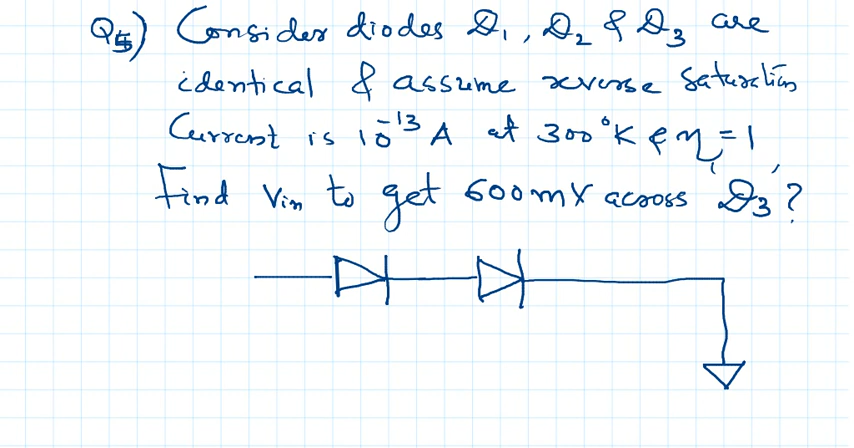 Q5) Consider diodes D1, D2 & D3 are
identical & assume reverse saturation
Current is 10^-13 A at 300°K & η=1
Find Vin to get 600mV across 'D3'?